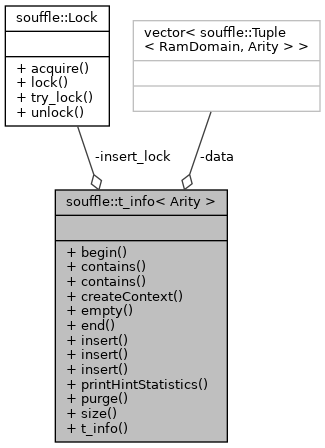 souffle::Lock
+ acquire()
+ lock()
+ try_lock()
+ unlock()
vector< souffle::Tuple
< RamDomain, Arity > >
-insert_lock
-data
souffle::t_info< Arity >
+ begin()
+ contains()
+ contains()
+ createContext()
+ empty()
+ end()
+ insert()
+ insert()
+ insert()
+ printHintStatistics()
+ purge()
+ size()
+ t_info()